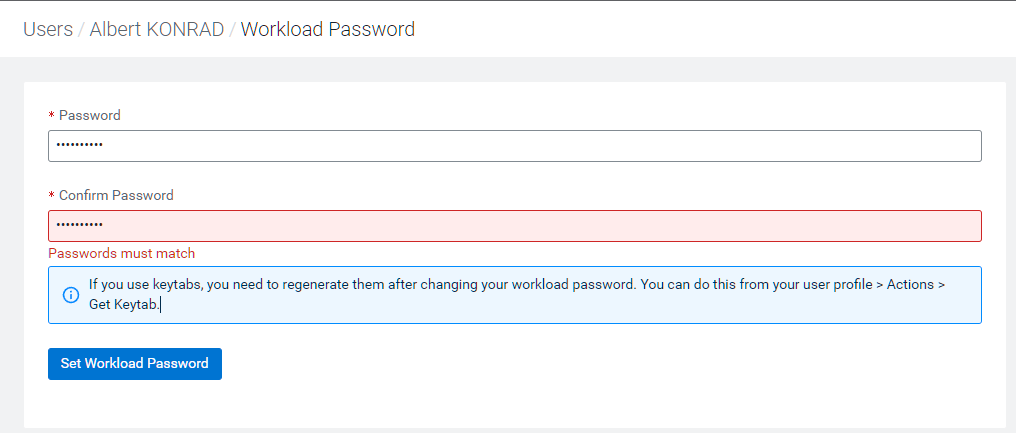 Users / Albert KONRAD / Workload Password
* Password
••••••••••
* Confirm Password
••••••••••
Passwords must match
If you use keytabs, you need to regenerate them after changing your workload password. You can do this from your user profile > Actions >
Get Keytab.
Set Workload Password